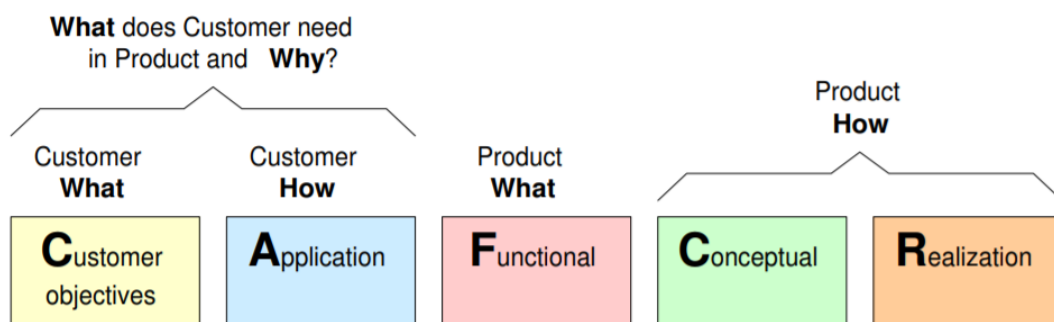 What does Customer need
in Product and Why?
Product
How
Customer
What
Customer
How
Product
What
Customer
objectives
Application
Functional
Conceptual
Realization